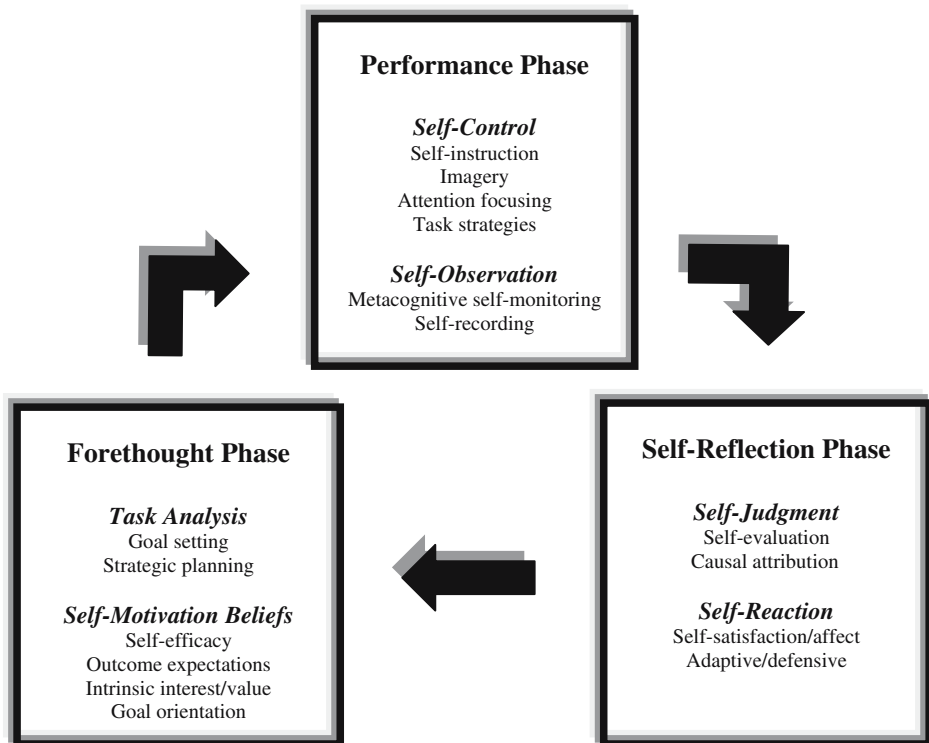 Performance Phase
Self-Control
Self-instruction
Imagery
Attention focusing
Task strategies
Self-Observation
Metacognitive self-monitoring
Self-recording
Forethought Phase
Task Analysis
Goal setting
Strategic planning
Self-Motivation Beliefs
Self-efficacy
Outcome expectations
Intrinsic interest/value
Goal orientation
Self-Reflection Phase
Self-Judgment
Self-evaluation
Causal attribution
Self-Reaction
Self-satisfaction/affect
Adaptive/defensive